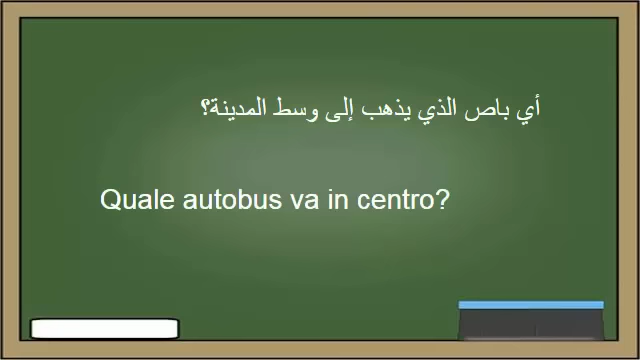 أي باص الذي يذهب إلى وسط المدينة؟
Quale autobus va in centro?